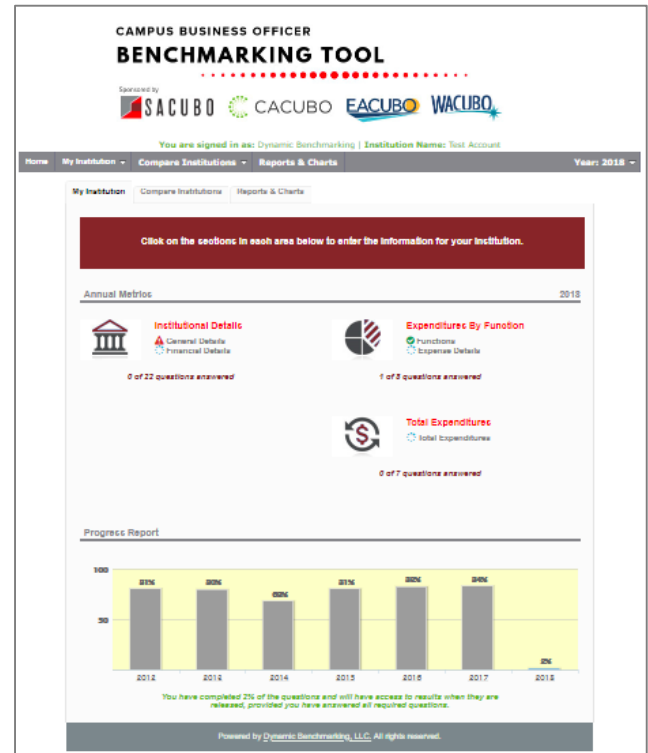 CAMPUS BUSINESS OFFICER
BENCHMARKING TOOL
Sponsored by
SACUBO CACUBO EACUBO WACUBO
You are signed in as: Dynamic Benchmarking | Institution Name: Test Account
Home My Institution Compare Institutions Reports & Charts Year: 2018
My Institution Compare Institutions Reports & Charts
Click on the sections in each area below to enter the information for your institution.
Annual Metrics 2018
Institutional Details Expenditures By Function
General Details Functions
Financial Details Expense Details
0 of 22 questions answered 1 of 8 questions answered
Total Expenditures
Total Expenditures
0 of 7 questions answered
Progress Report
100
81% 80% 69% 81% 82% 84%
50
2%
2012 2013 2014 2015 2016 2017 2018
You have completed 2% of the questions and will have access to results when they are
released, provided you have answered all required questions.
Powered by Dynamic Benchmarking, LLC. All rights reserved.